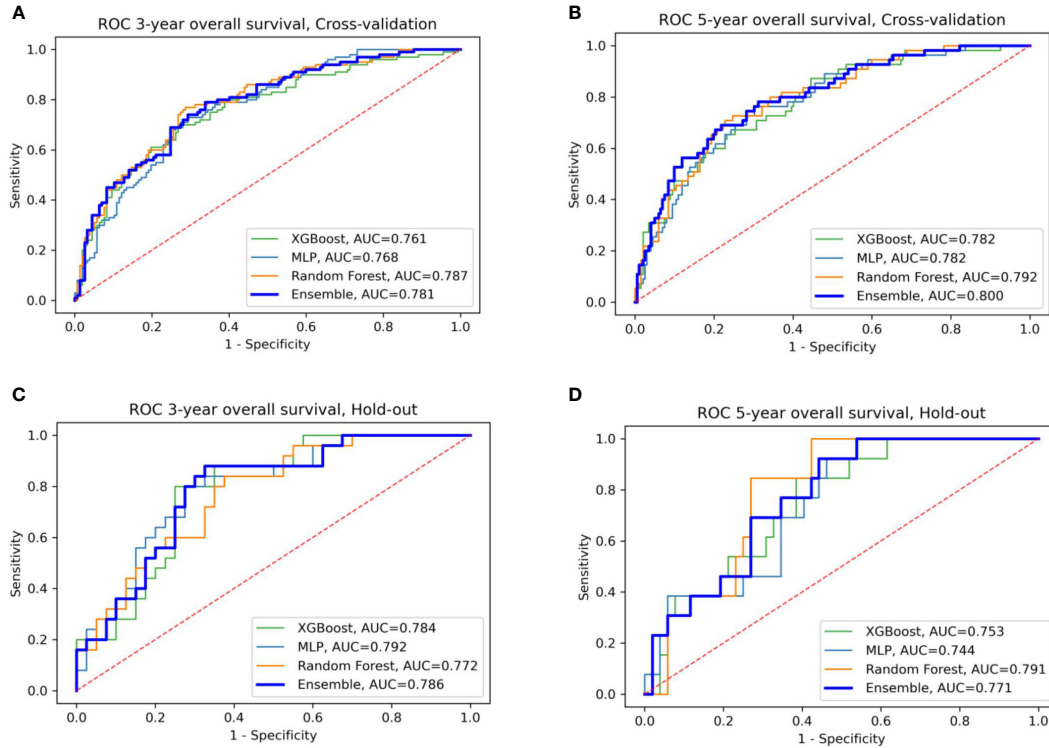 A
ROC 3-year overall survival, Cross-validation
1.0
0.8
0.6
0.4
0.2
0.0
Sensitivity
XGBoost, AUC=0.761
MLP, AUC=0.768
Random Forest, AUC=0.787
Ensemble, AUC=0.781
0.0 0.2 0.4 0.6 0.8 1.0
1 - Specificity
B
ROC 5-year overall survival, Cross-validation
1.0
0.8
0.6
0.4
0.2
0.0
Sensitivity
XGBoost, AUC=0.782
MLP, AUC=0.782
Random Forest, AUC=0.792
Ensemble, AUC=0.800
0.0 0.2 0.4 0.6 0.8 1.0
1 - Specificity
C
ROC 3-year overall survival, Hold-out
1.0
0.8
0.6
0.4
0.2
0.0
Sensitivity
XGBoost, AUC=0.784
MLP, AUC=0.792
Random Forest, AUC=0.772
Ensemble, AUC=0.786
0.0 0.2 0.4 0.6 0.8 1.0
1 - Specificity
D
ROC 5-year overall survival, Hold-out
1.0
0.8
0.6
0.4
0.2
0.0
Sensitivity
XGBoost, AUC=0.753
MLP, AUC=0.744
Random Forest, AUC=0.791
Ensemble, AUC=0.771
0.0 0.2 0.4 0.6 0.8 1.0
1 - Specificity